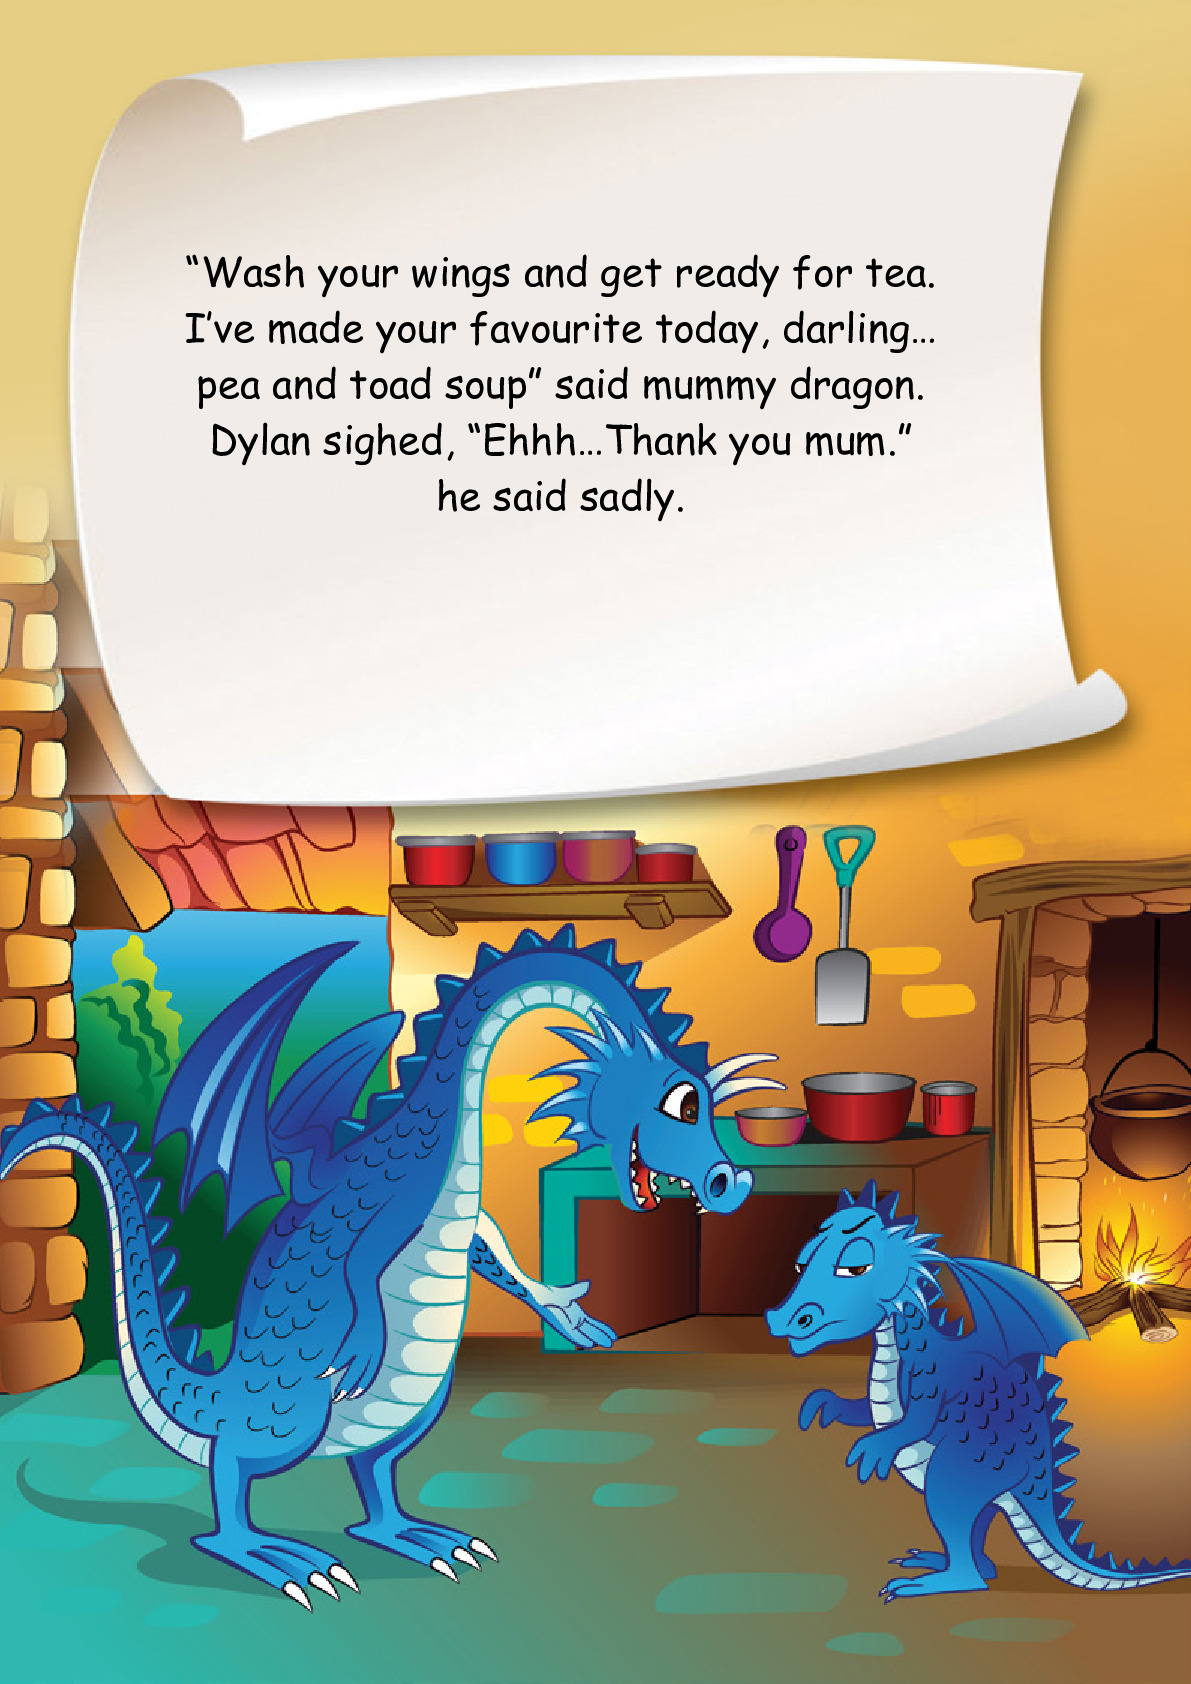 “Wash your wings and get ready for tea.
I’ve made your favourite today, darling...
pea and toad soup” said mummy dragon.
Dylan sighed, “Ehhh...Thank you mum.”
he said sadly.